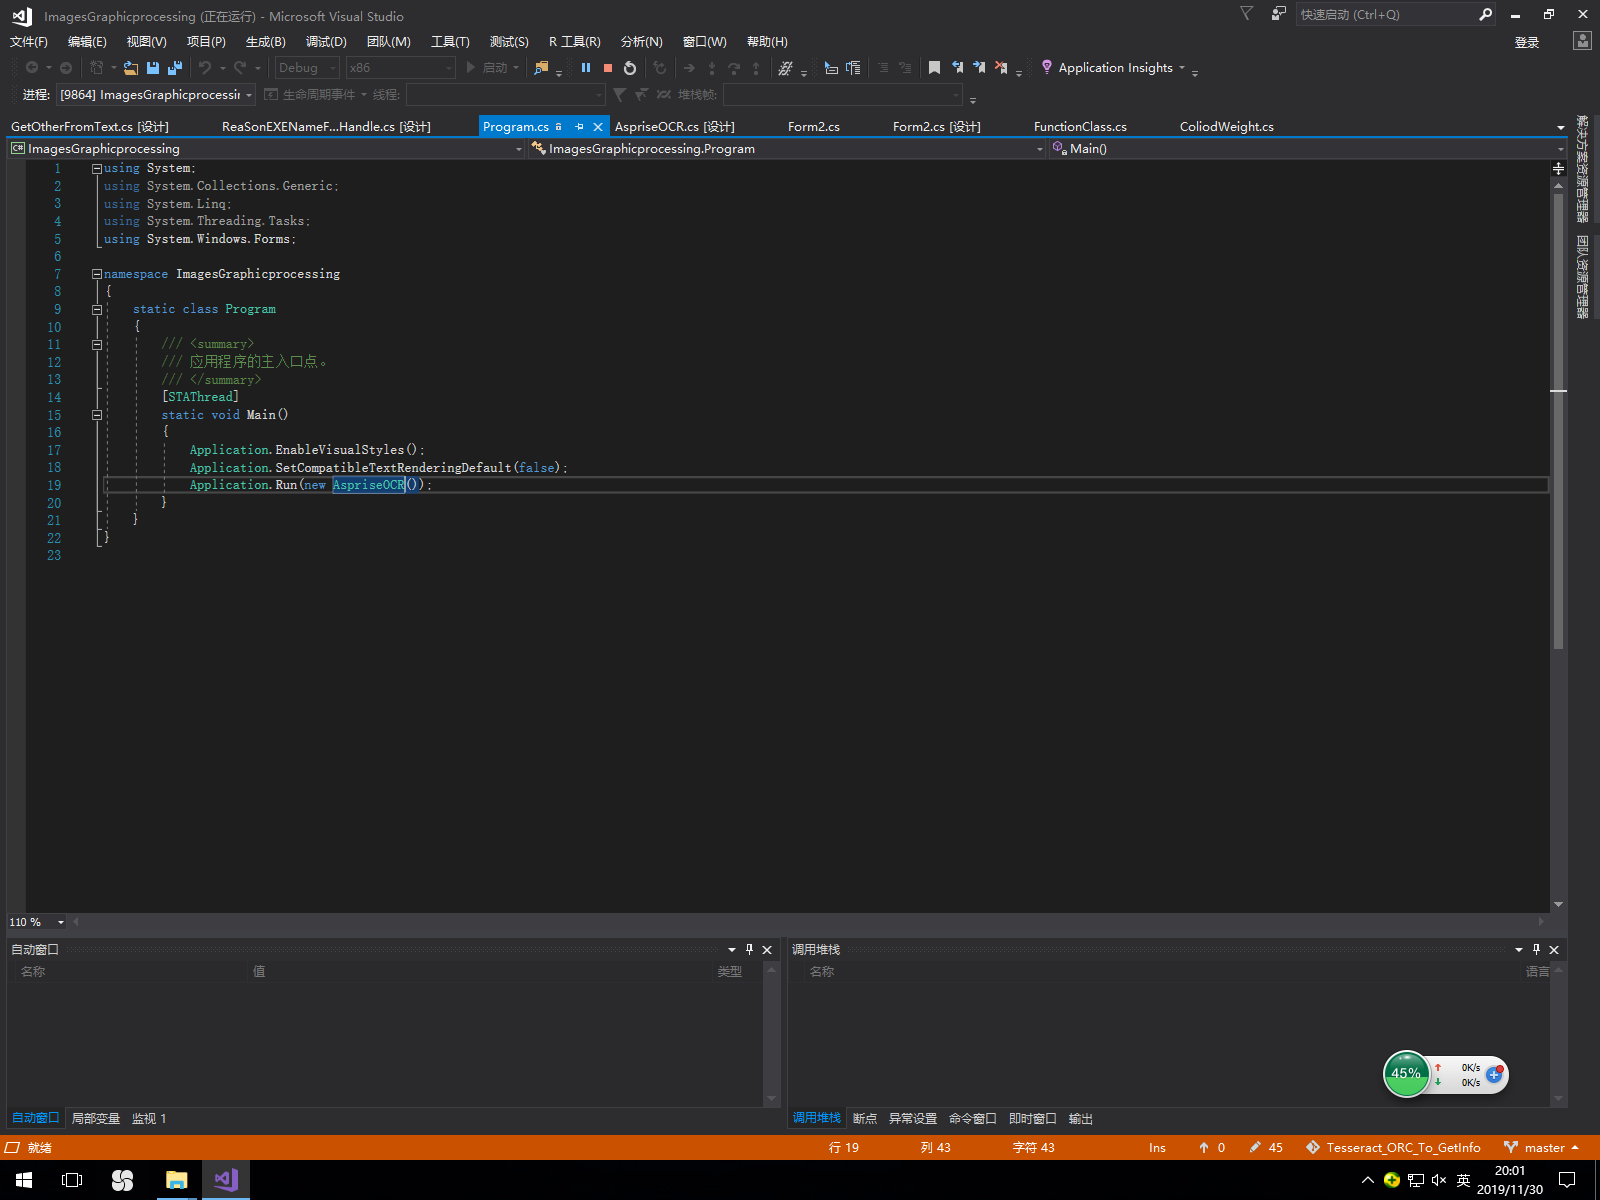 ImagesGraphicprocessing (正在运行) - Microsoft Visual Studio
快速启动 (Ctrl+Q)
文件(F) 编辑(E) 视图(V) 项目(P) 生成(B) 调试(D) 团队(M) 工具(T) 测试(S) R 工具(R) 分析(N) 窗口(W) 帮助(H)
登录
Debug x86 启动 Application Insights
进程: [9864] ImagesGraphicprocessin 生命周期事件 线程: 堆栈帧:
GetOtherFromText.cs [设计] ReaSonEXENameF...Handle.cs [设计] Program.cs AspriseOCR.cs [设计] Form2.cs Form2.cs [设计] FunctionClass.cs ColiodWeight.cs
ImagesGraphicprocessing ImagesGraphicprocessing.Program Main()
1 using System;
2 using System.Collections.Generic;
3 using System.Linq;
4 using System.Threading.Tasks;
5 using System.Windows.Forms;
6
7 namespace ImagesGraphicprocessing
8 {
9 static class Program
10 {
11 /// <summary>
12 /// 应用程序的主入口点。
13 /// </summary>
14 [STAThread]
15 static void Main()
16 {
17 Application.EnableVisualStyles();
18 Application.SetCompatibleTextRenderingDefault(false);
19 Application.Run(new AspriseOCR());
20 }
21 }
22 }
23
解决方案资源管理器
团队资源管理器
110 %
自动窗口
名称 值 类型
调用堆栈
名称 语言
45% 0K/s
0K/s
自动窗口 局部变量 监视 1
调用堆栈 断点 异常设置 命令窗口 即时窗口 输出
就绪 行 19 列 43 字符 43 Ins 0 45 Tesseract_ORC_To_GetInfo master
英 20:01
2019/11/30